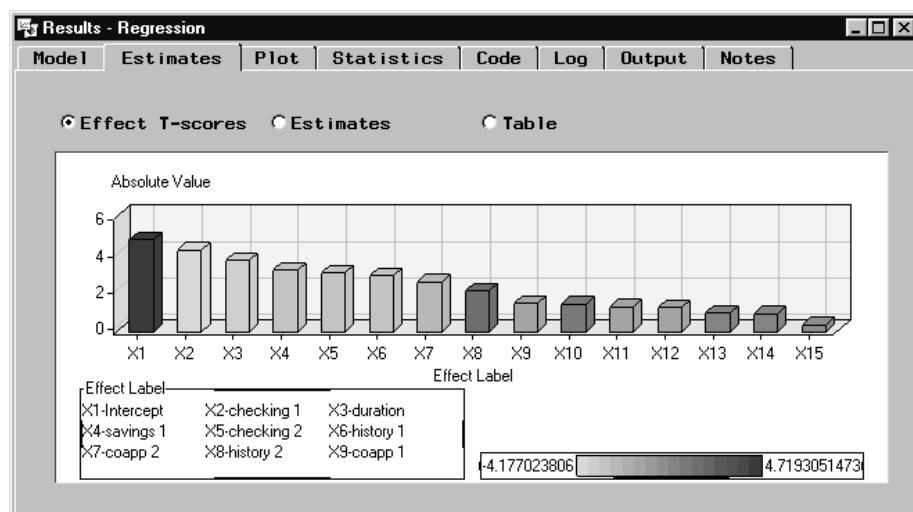 Results - Regression
Model Estimates Plot Statistics Code Log Output Notes
Effect T-scores Estimates Table
Absolute Value
6
4
2
0
X1 X2 X3 X4 X5 X6 X7 X8 X9 X10 X11 X12 X13 X14 X15
Effect Label
Effect Label
X1-Intercept X2-checking 1 X3-duration
X4-savings 1 X5-checking 2 X6-history 1
X7-coapp 2 X8-history 2 X9-coapp 1
-4.177023806 4.7193051473